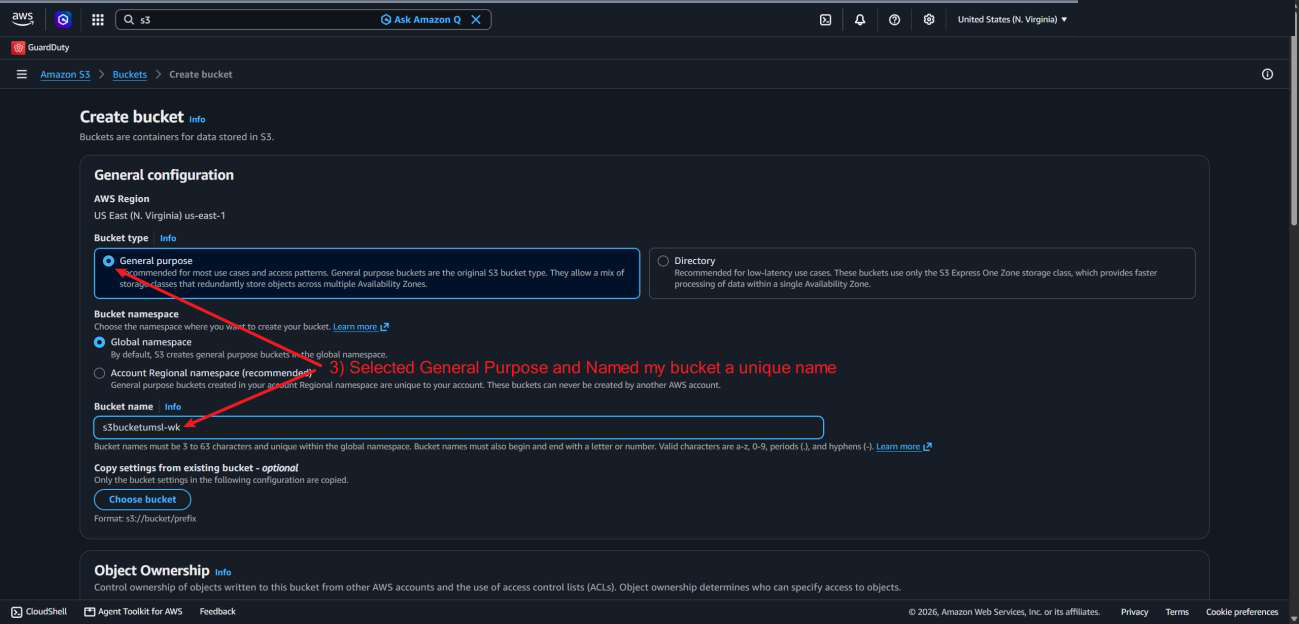 aws
s3
Ask Amazon Q
United States (N. Virginia)
GuardDuty
Amazon S3 > Buckets > Create bucket
Create bucket Info
Buckets are containers for data stored in S3.
General configuration
AWS Region
US East (N. Virginia) us-east-1
Bucket type Info
General purpose
Recommended for most use cases and access patterns. General purpose buckets are the original S3 bucket type. They allow a mix of
storage classes that redundantly store objects across multiple Availability Zones.
Directory
Recommended for low-latency use cases. These buckets use only the S3 Express One Zone storage class, which provides faster
processing of data within a single Availability Zone.
Bucket namespace
Choose the namespace where you want to create your bucket. Learn more
Global namespace
By default, S3 creates general purpose buckets in the global namespace.
3) Selected General Purpose and Named my bucket a unique name
Account Regional namespace (recommended)
General purpose buckets created in your account Regional namespace are unique to your account. These buckets can never be created by another AWS account.
Bucket name Info
s3bucketumsl-wk
Bucket names must be 3 to 63 characters and unique within the global namespace. Bucket names must also begin and end with a letter or number. Valid characters are a-z, 0-9, periods (.), and hyphens (-). Learn more
Copy settings from existing bucket - optional
Only the bucket settings in the following configuration are copied.
Choose bucket
Format: s3://bucket/prefix
Object Ownership Info
Control ownership of objects written to this bucket from other AWS accounts and the use of access control lists (ACLs). Object ownership determines who can specify access to objects.
CloudShell Agent Toolkit for AWS Feedback © 2026, Amazon Web Services, Inc. or its affiliates. Privacy Terms Cookie preferences